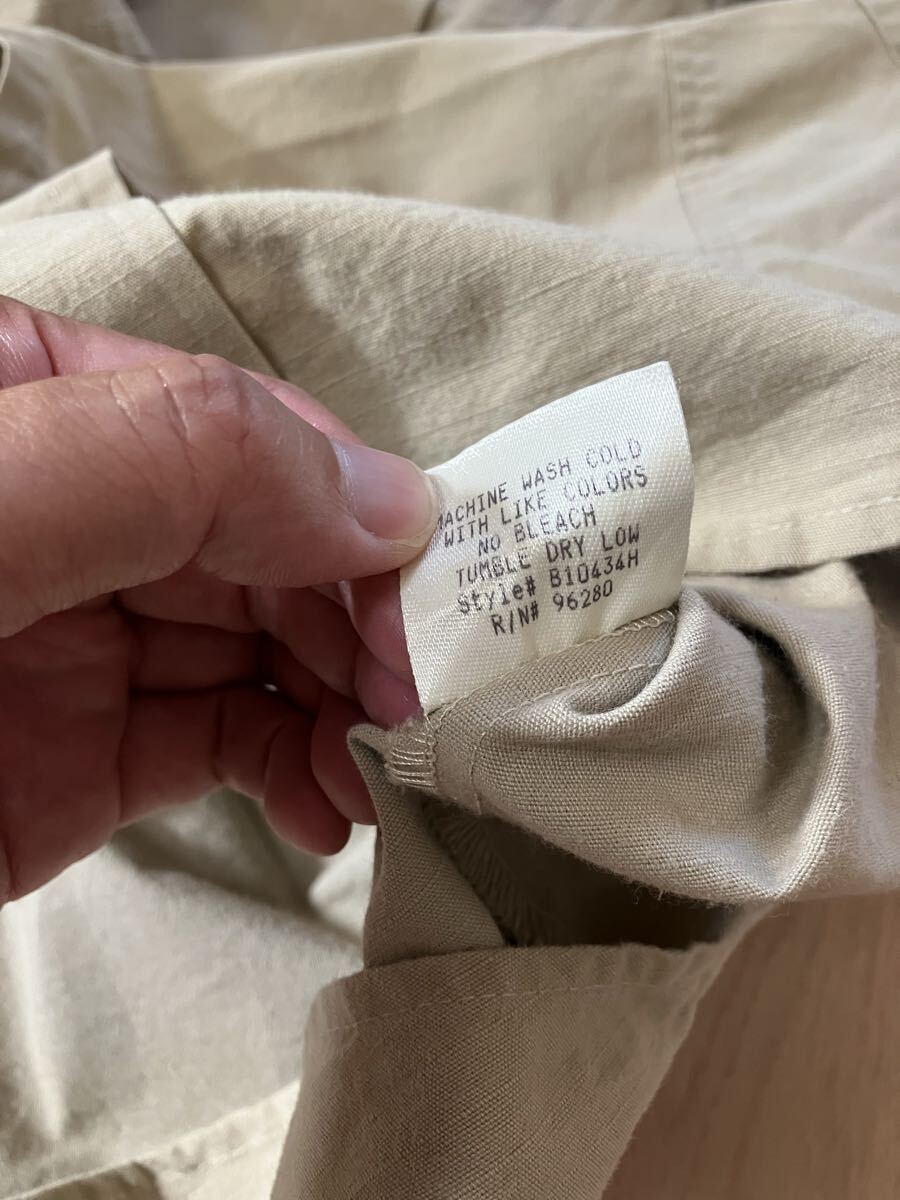 MACHINE WASH COLD
WITH LIKE COLORS
NO BLEACH
TUMBLE DRY LOW
Style# B10434H
R/N# 96280